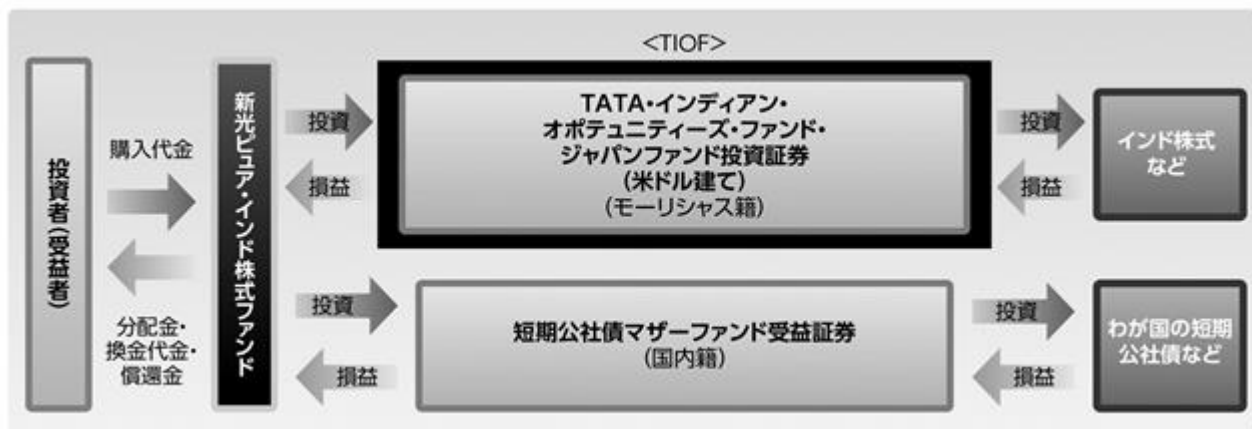 <TIOF>
投資者(受益者)
購入代金
分配金・
換金代金・
償還金
新光ピュア・インド株式ファンド
投資
損益
TATA・インディアン・
オポテュニティーズ・ファンド・
ジャパンファンド投資証券
(米ドル建て)
(モーリシャス籍)
投資
損益
インド株式
など
投資
損益
短期公社債マザーファンド受益証券
(国内籍)
投資
損益
わが国の短期
公社債など